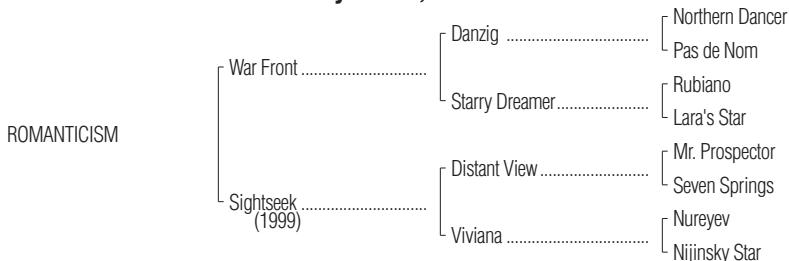 Northern Dancer
Danzig ....................................
Pas de Nom
War Front ................................
Rubiano
Starry Dreamer.......................
Lara's Star
ROMANTICISM
Mr. Prospector
Distant View............................
Seven Springs
Sightseek ................................
(1999)
Nureyev
Viviana ....................................
Nijinsky Star